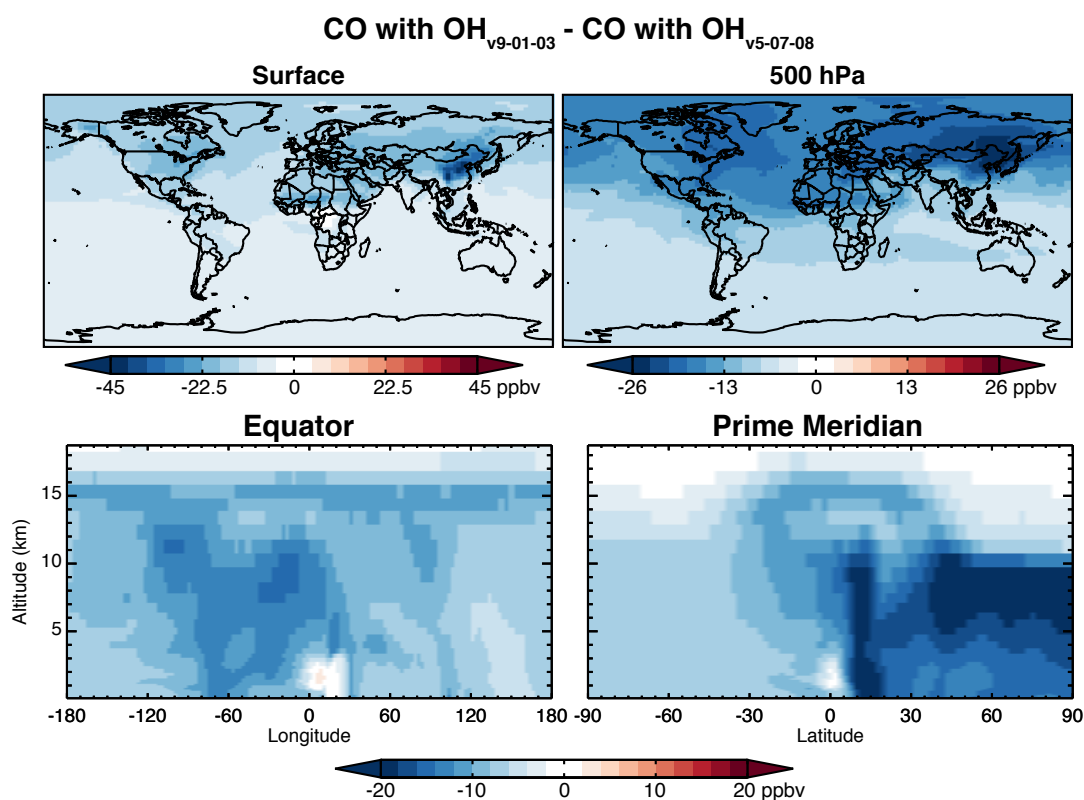 CO with OHv9-01-03 - CO with OHv5-07-08
Surface
500 hPa
-45 -22.5 0 22.5 45 ppbv
-26 -13 0 13 26 ppbv
Equator
Prime Meridian
Altitude (km)
15
10
5
-180 -120 -60 0 60 120 180
Longitude
-90 -60 -30 0 30 60 90
Latitude
-20 -10 0 10 20 ppbv